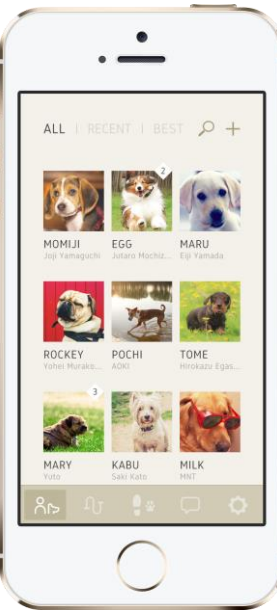 ALL | RECENT | BEST
2
MOMIJI EGG MARU
Joji Yamaguchi Jutaro Mochiz... Eiji Yamada
ROCKEY POCHI TOME
Yohei Murako... AOKI Hirokazu Egas...
3
MARY KABU MILK
Yuto Saki Kato MNT.